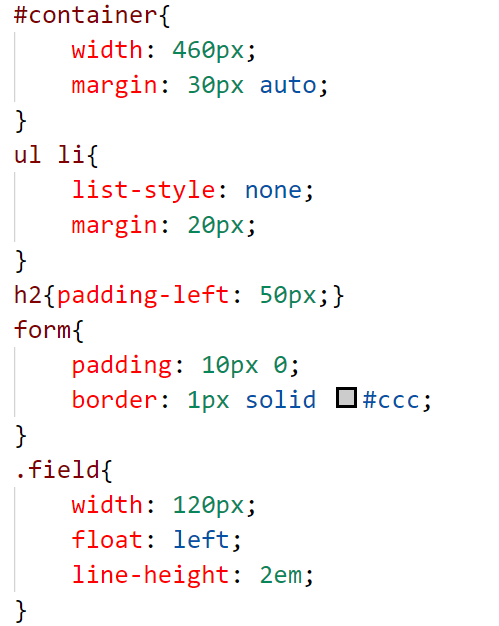 #container{
    width: 460px;
    margin: 30px auto;
}
ul li{
    list-style: none;
    margin: 20px;
}
h2{padding-left: 50px;}
form{
    padding: 10px 0;
    border: 1px solid #ccc;
}
.field{
    width: 120px;
    float: left;
    line-height: 2em;
}